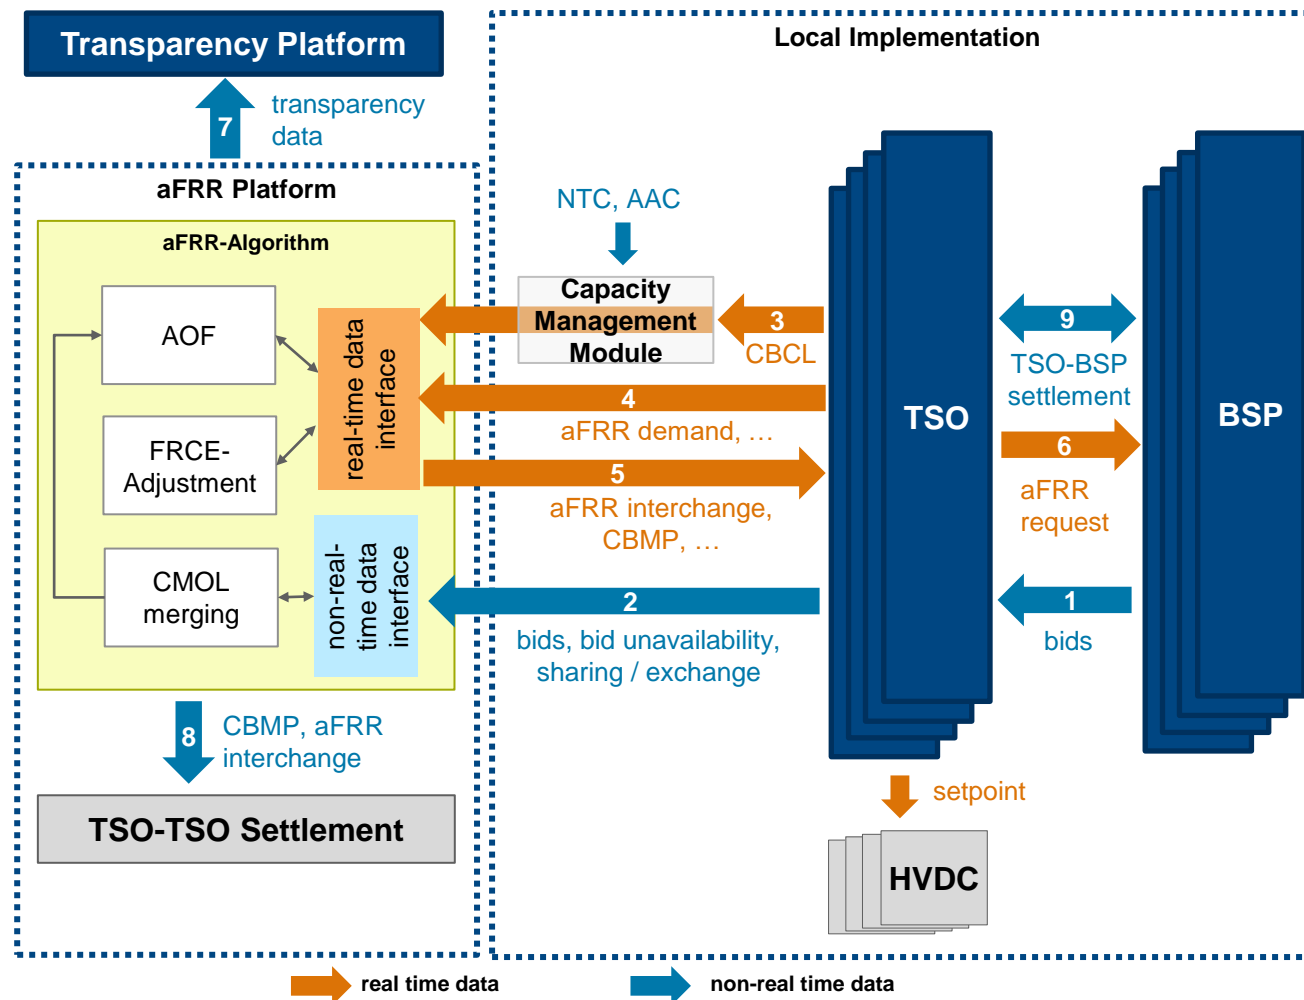 Transparency Platform
Local Implementation
7
transparency
data
aFRR Platform
aFRR-Algorithm
AOF
FRCE-
Adjustment
CMOL
merging
real-time data
interface
non-real-
time data
interface
NTC, AAC
Capacity
Management
Module
3
CBCL
4
aFRR demand, …
5
aFRR interchange,
CBMP, …
2
bids, bid unavailability,
sharing / exchange
TSO
9
TSO-BSP
settlement
6
aFRR
request
1
bids
BSP
8
CBMP, aFRR
interchange
TSO-TSO Settlement
setpoint
HVDC
real time data
non-real time data